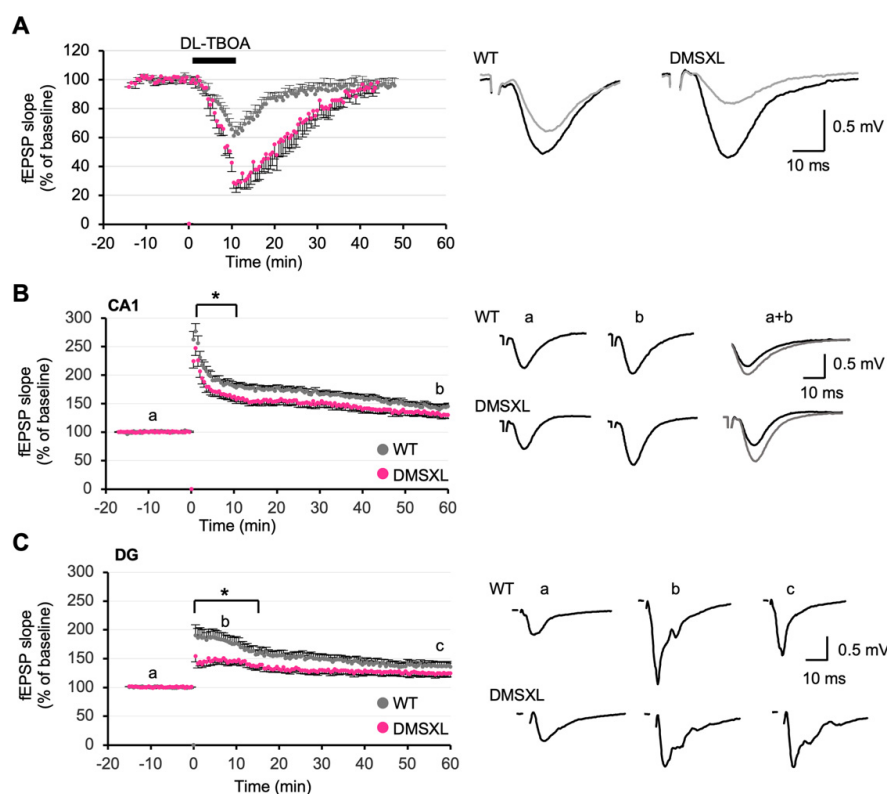 A
DL-TBOA
fEPSP slope
(% of baseline)
120
100
80
60
40
20
0
-20 -10 0 10 20 30 40 50 60
Time (min)
WT
DMSXL
0.5 mV
10 ms
B
CA1
*
fEPSP slope
(% of baseline)
300
250
200
150
100
50
0
a
b
WT
DMSXL
-20 -10 0 10 20 30 40 50 60
Time (min)
WT
a
b
a+b
0.5 mV
10 ms
DMSXL
C
DG
*
fEPSP slope
(% of baseline)
300
250
200
150
100
50
0
a
b
c
WT
DMSXL
-20 -10 0 10 20 30 40 50 60
Time (min)
WT
a
b
c
0.5 mV
10 ms
DMSXL